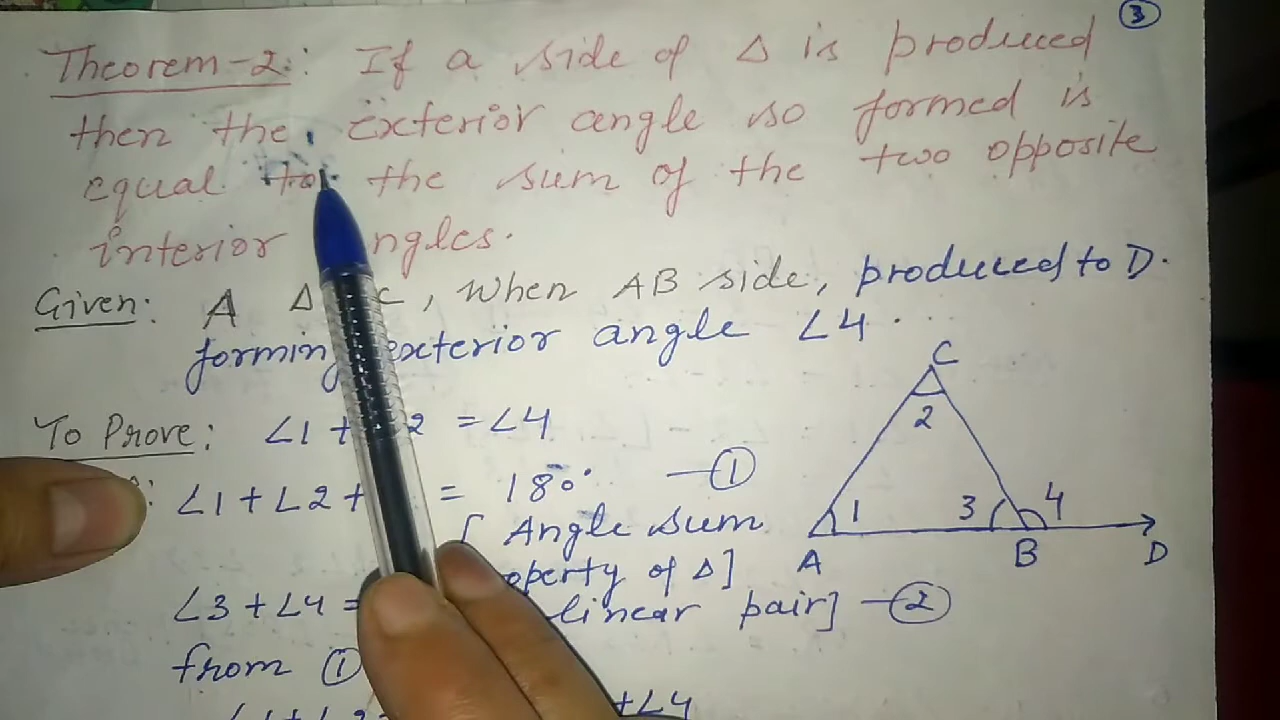 3
Theorem-2: If a side of Δ is produced
then the exterior angle so formed is
equal to the sum of the two opposite
interior ngles.
Given: A Δ C, when AB side, produced to D.
forming exterior angle ∠4.
C
To Prove: ∠1 + 2 = ∠4
2
∠1 + ∠2 + = 180° — ①
[Angle sum
operty of Δ]
1 3 4
A B D
∠3 + ∠4 = linear pair] — ②
from ①
+∠4